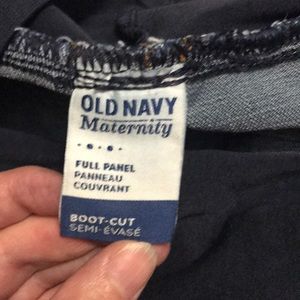 OLD NAVY
Maternity
FULL PANEL
PANNEAU
COUVRANT
BOOT-CUT
SEMI-ÉVASÉ